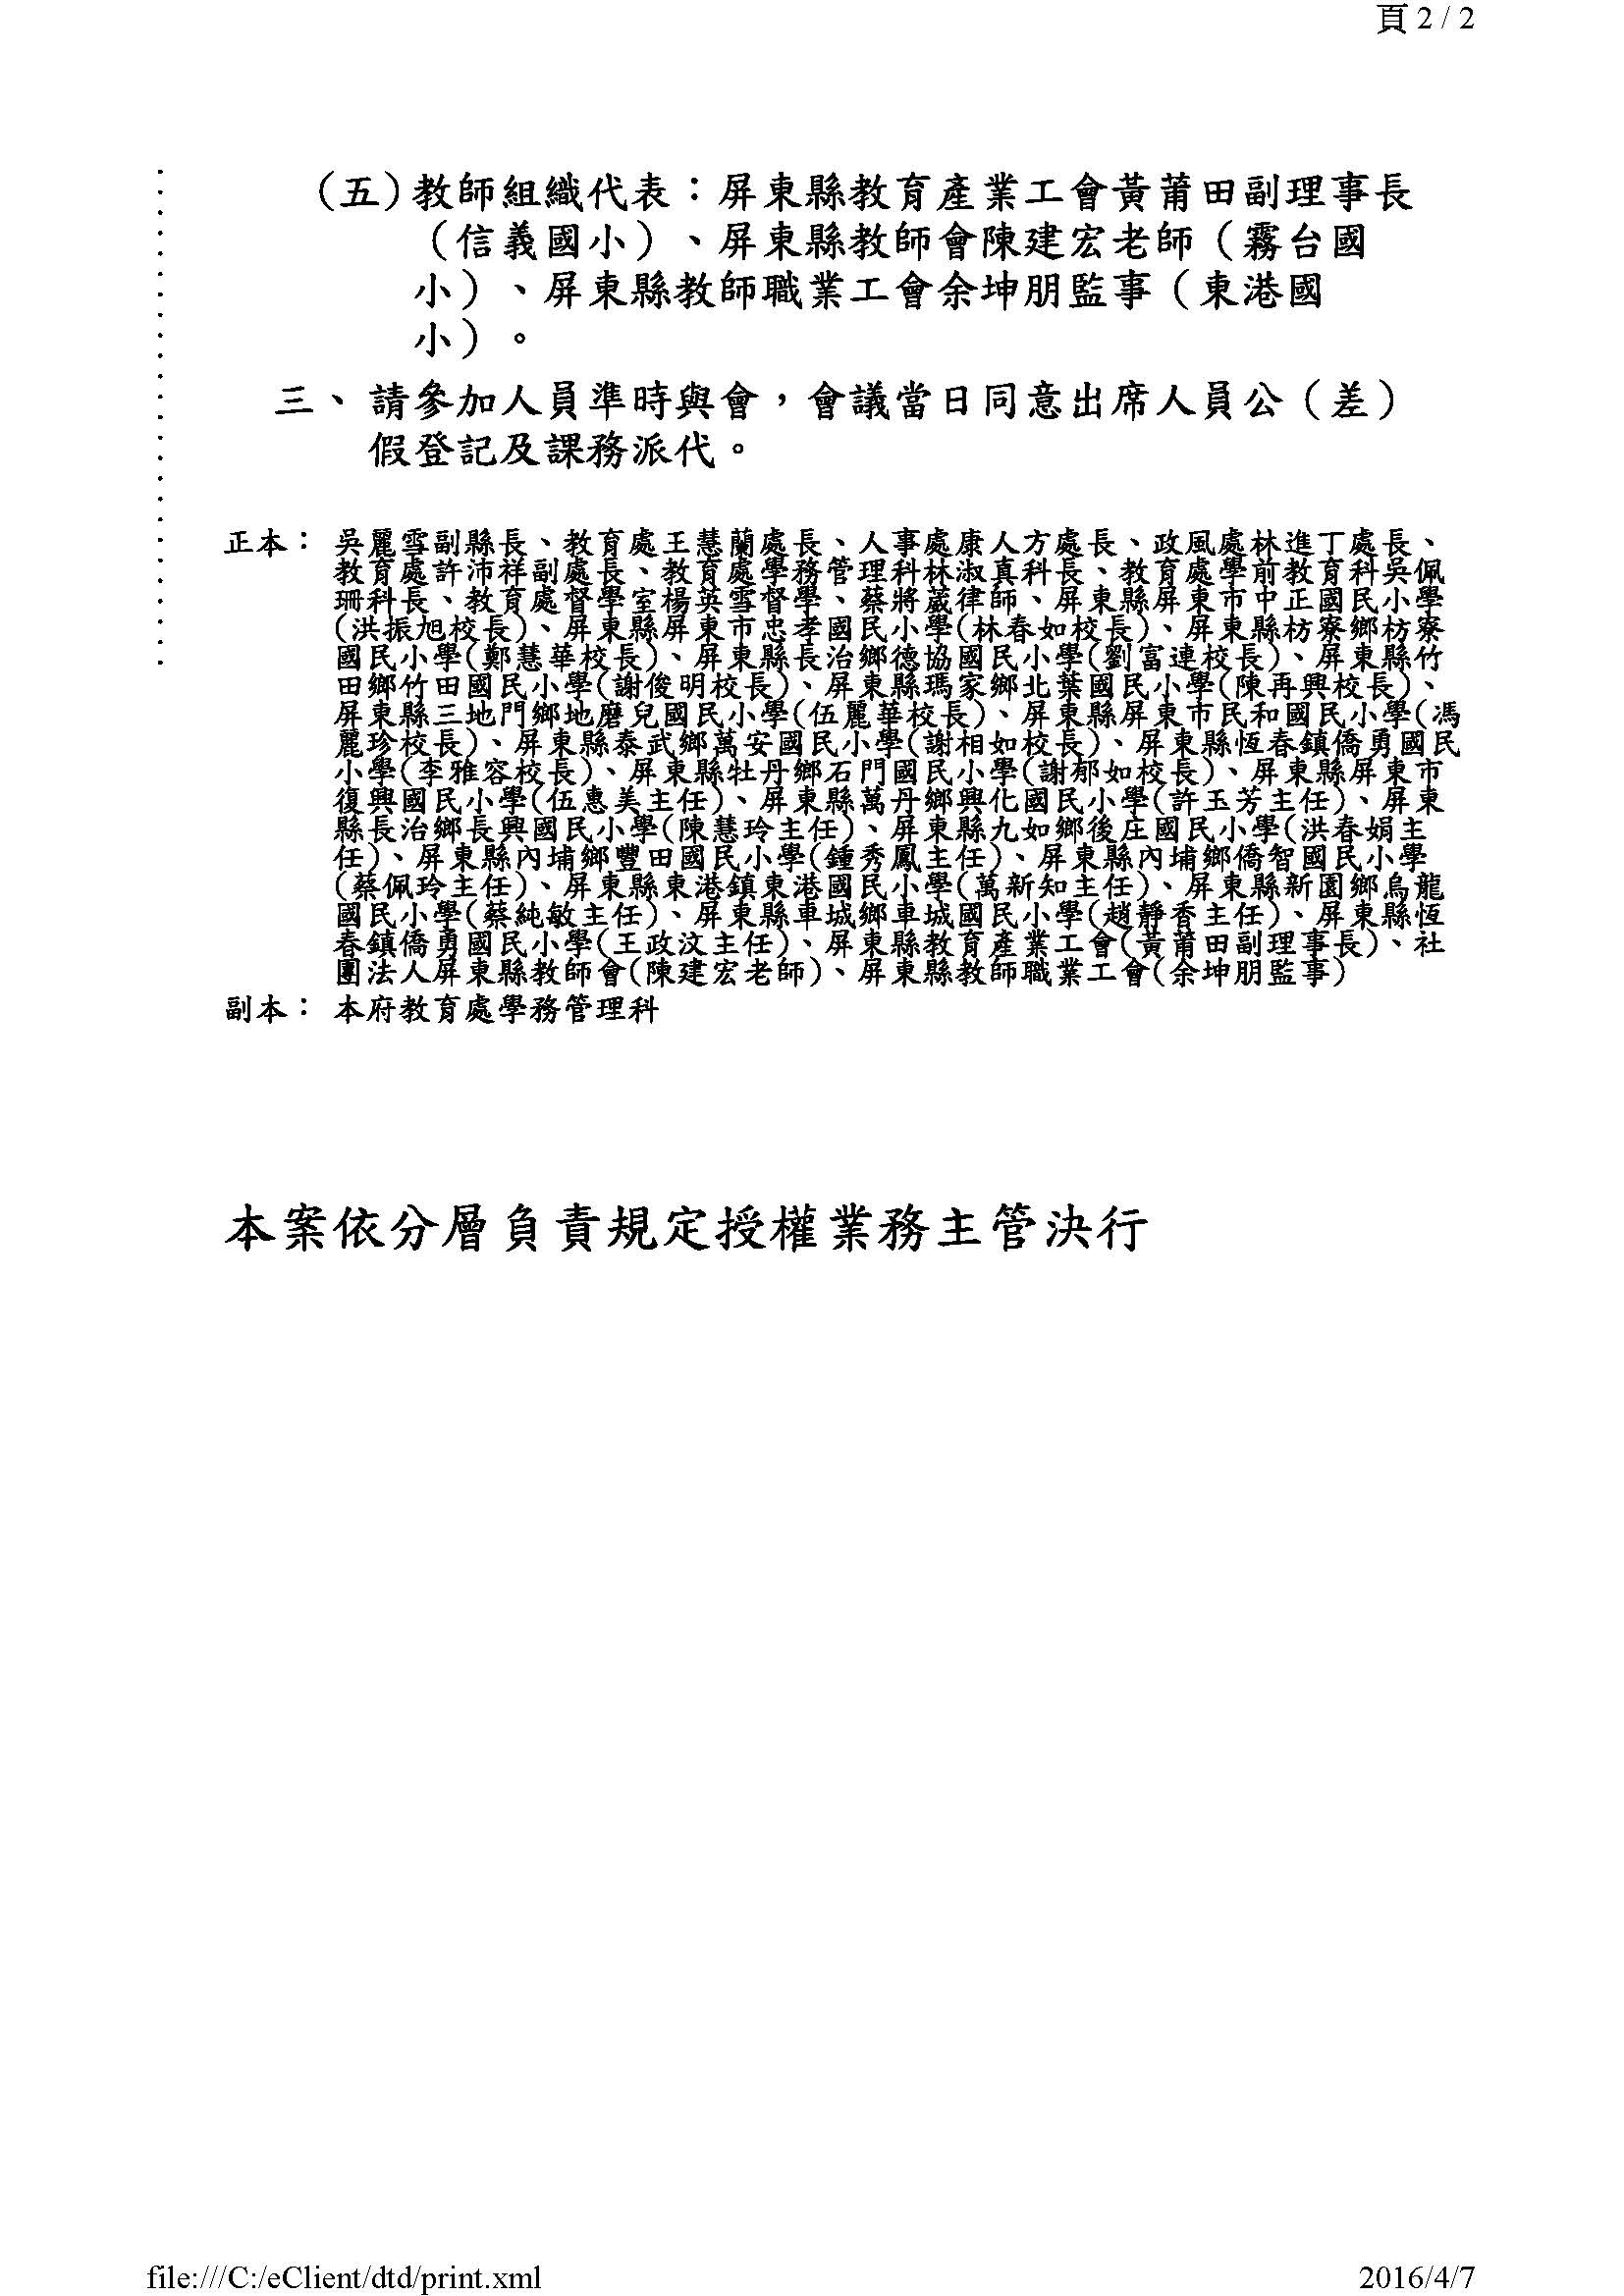 頁 2 / 2
(五)教師組織代表：屏東縣教育產業工會黃莆田副理事長
（信義國小）、屏東縣教師會陳建宏老師（霧台國
小）、屏東縣教師職業工會余坤朋監事（東港國
小）。
三、請參加人員準時與會，會議當日同意出席人員公（差）
假登記及課務派代。
正本：吳麗雪副縣長、教育處王慧蘭處長、人事處康人方處長、政風處林進丁處長、
教育處許沛祥副處長、教育處學務管理科林淑真科長、教育處學前教育科吳佩
珊科長、教育處督學室楊英雪督學、蔡將葳律師、屏東縣屏東市中正國民小學
(洪振旭校長)、屏東縣屏東市忠孝國民小學(林春如校長)、屏東縣枋寮鄉枋寮
國民小學(鄭慧華校長)、屏東縣長治鄉德協國民小學(劉富連校長)、屏東縣竹
田鄉竹田國民小學(謝俊明校長)、屏東縣瑪家鄉北葉國民小學(陳再興校長)、
屏東縣三地門鄉地磨兒國民小學(伍麗華校長)、屏東縣屏東市民和國民小學(馮
麗珍校長)、屏東縣泰武鄉萬安國民小學(謝相如校長)、屏東縣恆春鎮僑勇國民
小學(李雅容校長)、屏東縣牡丹鄉石門國民小學(謝郁如校長)、屏東縣屏東市
復興國民小學(伍惠美主任)、屏東縣萬丹鄉興化國民小學(許玉芳主任)、屏東
縣長治鄉長興國民小學(陳慧玲主任)、屏東縣九如鄉後庄國民小學(洪春娟主
任)、屏東縣內埔鄉豐田國民小學(鍾秀鳳主任)、屏東縣內埔鄉僑智國民小學
(蔡佩玲主任)、屏東縣東港鎮東港國民小學(萬新知主任)、屏東縣新園鄉烏龍
國民小學(蔡純敏主任)、屏東縣車城鄉車城國民小學(趙靜香主任)、屏東縣恆
春鎮僑勇國民小學(王政汶主任)、屏東縣教育產業工會(黃莆田副理事長)、社
團法人屏東縣教師會(陳建宏老師)、屏東縣教師職業工會(余坤朋監事)
副本：本府教育處學務管理科
本案依分層負責規定授權業務主管決行
file:///C:/eClient/dtd/print.xml
2016/4/7